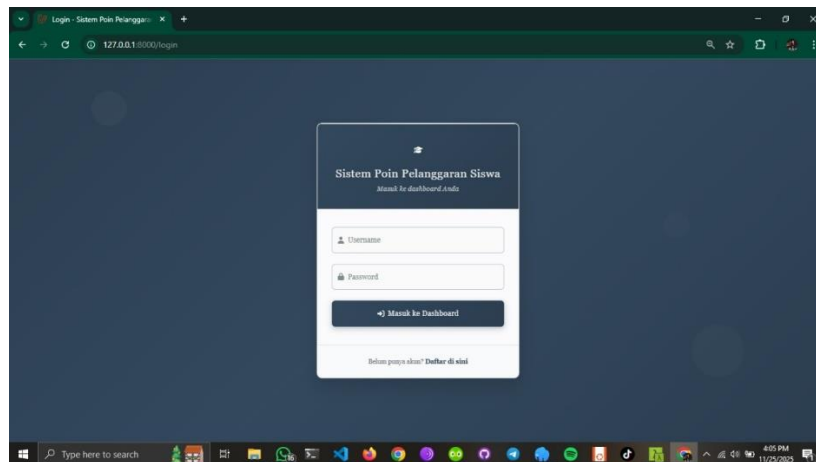 Login - Sistem Poin Pelanggara
127.0.0.1:8000/login
Sistem Poin Pelanggaran Siswa
Masuk ke dashboard Anda
Username
Password
Masuk ke Dashboard
Belum punya akun? Daftar di sini
Type here to search
4:05 PM
11/25/2025